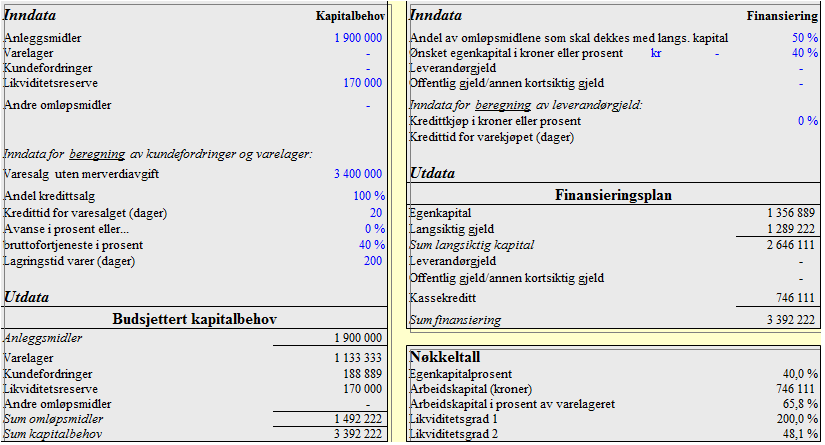 Inndata Kapitalbehov
Anleggsmidler 1 900 000
Varelager -
Kundefordringer -
Likviditetsreserve 170 000
Andre omløpsmidler -
Inndata for beregning av kundefordringer og varelager:
Varesalg uten merverdiavgift 3 400 000
Andel kredittsalg 100 %
Kredittid for varesalget (dager) 20
Avanse i prosent eller... 0 %
bruttofortjeneste i prosent 40 %
Lagringstid varer (dager) 200
Utdata
Budsjettert kapitalbehov
Anleggsmidler 1 900 000
Varelager 1 133 333
Kundefordringer 188 889
Likviditetsreserve 170 000
Andre omløpsmidler -
Sum omløpsmidler 1 492 222
Sum kapitalbehov 3 392 222
Inndata Finansiering
Andel av omløpsmidlene som skal dekkes med langs. kapital 50 %
Ønsket egenkapital i kroner eller prosent kr - 40 %
Leverandørgjeld -
Offentlig gjeld/annen kortsiktig gjeld -
Inndata for beregning av leverandørgjeld:
Kredittkjøp i kroner eller prosent 0 %
Kredittid for varekjøpet (dager)
Utdata
Finansieringsplan
Egenkapital 1 356 889
Langsiktig gjeld 1 289 222
Sum langsiktig kapital 2 646 111
Leverandørgjeld -
Offentlig gjeld/annen kortsiktig gjeld -
Kassekreditt 746 111
Sum finansiering 3 392 222
Nøkkeltall
Egenkapitalprosent 40,0 %
Arbeidskapital (kroner) 746 111
Arbeidskapital i prosent av varelageret 65,8 %
Likviditetsgrad 1 200,0 %
Likviditetsgrad 2 48,1 %